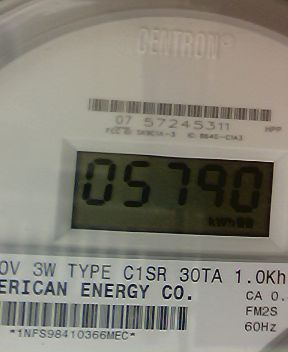 CENTRON®
07 57245311
HPP
05790
kWh
0V 3W TYPE C1SR 30TA 1.0Kh
ERICAN ENERGY CO.
CA 0.
FM2S
60Hz
*1NFS98410366MEC*